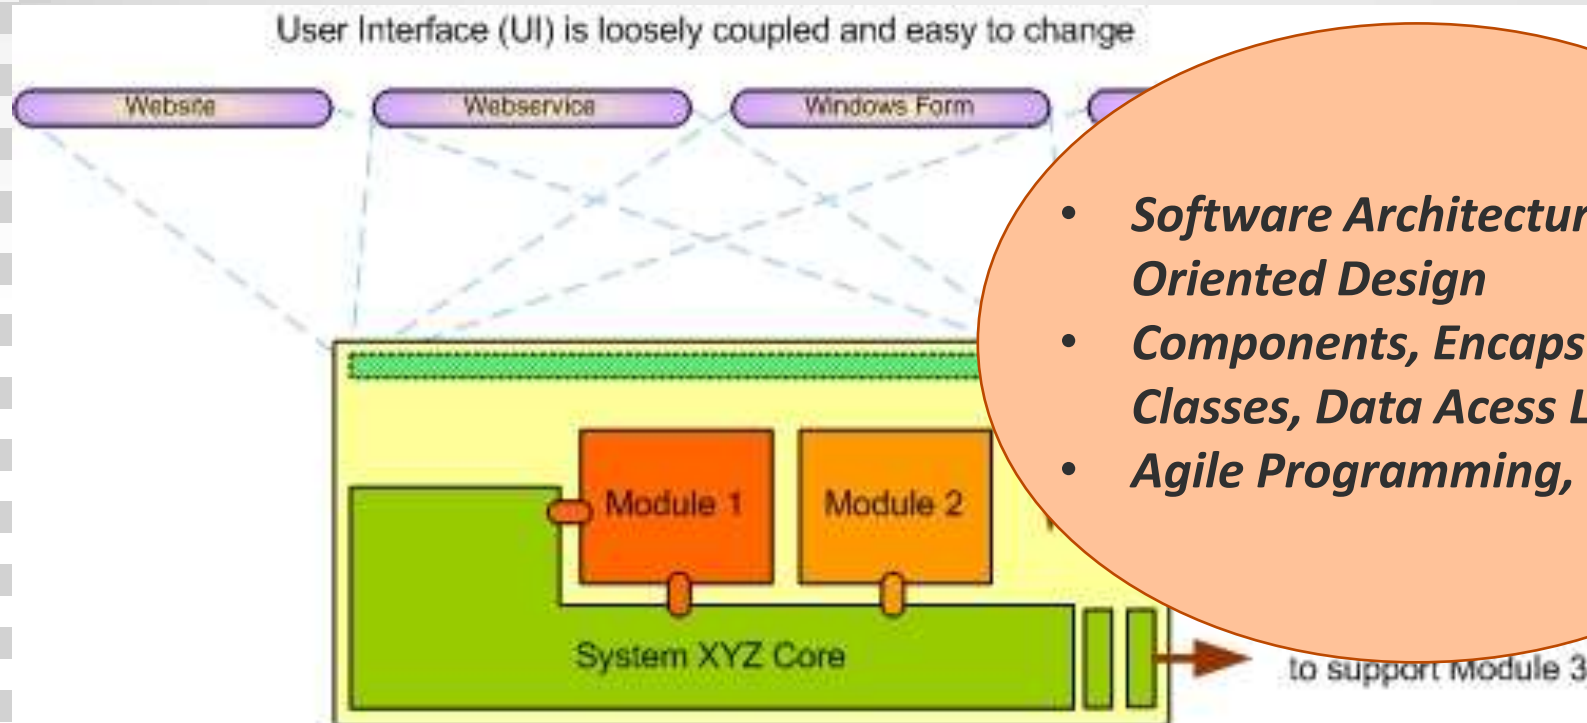 User Interface (UI) is loosely coupled and easy to change
Website
Webservice
Windows Form
• Software Architectur
Oriented Design
• Components, Encaps
Classes, Data Acess L
• Agile Programming,
Module 1
Module 2
System XYZ Core
to support Module 3